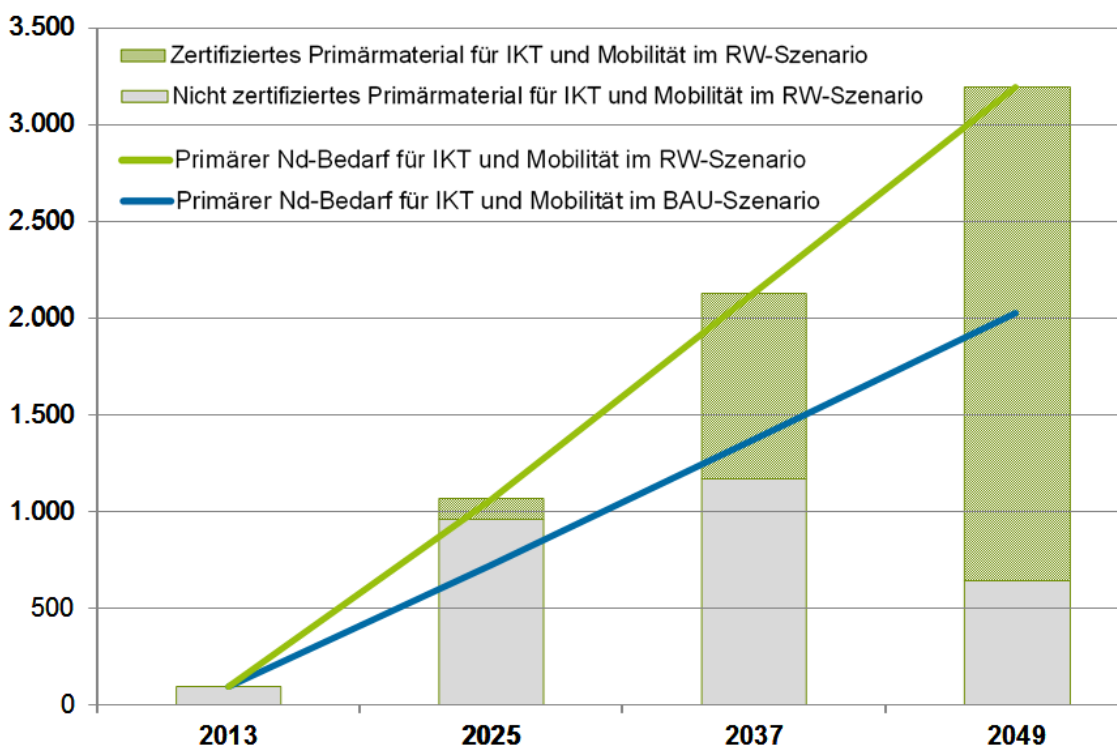 3.500
Zertifiziertes Primärmaterial für IKT und Mobilität im RW-Szenario
Nicht zertifiziertes Primärmaterial für IKT und Mobilität im RW-Szenario
3.000
Primärer Nd-Bedarf für IKT und Mobilität im RW-Szenario
Primärer Nd-Bedarf für IKT und Mobilität im BAU-Szenario
2.500
2.000
1.500
1.000
500
0
2013 2025 2037 2049